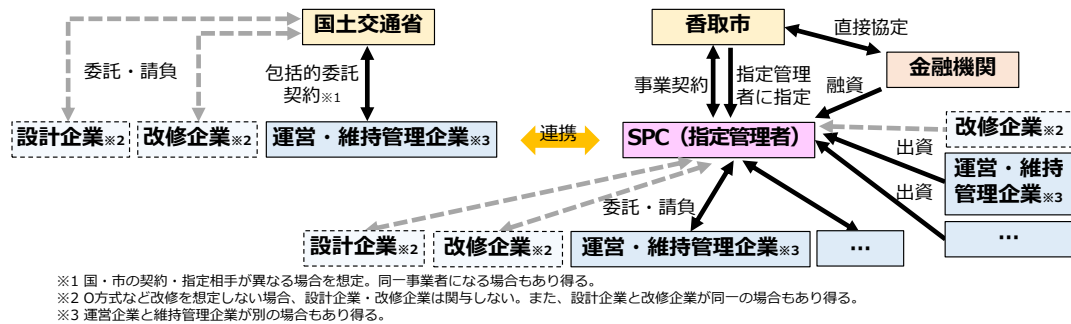 国土交通省
香取市
直接協定
金融機関
委託・請負
包括的委託
契約※1
事業契約
指定管理
者に指定
融資
設計企業※2
改修企業※2
運営・維持管理企業※3
連携
SPC（指定管理者）
改修企業※2
出資
運営・維持
管理企業※3
出資
…
委託・請負
設計企業※2
改修企業※2
運営・維持管理企業※3
…
※1 国・市の契約・指定相手が異なる場合を想定。同一事業者になる場合もあり得る。
※2 O方式など改修を想定しない場合、設計企業・改修企業は関与しない。また、設計企業と改修企業が同一の場合もあり得る。
※3 運営企業と維持管理企業が別の場合もあり得る。